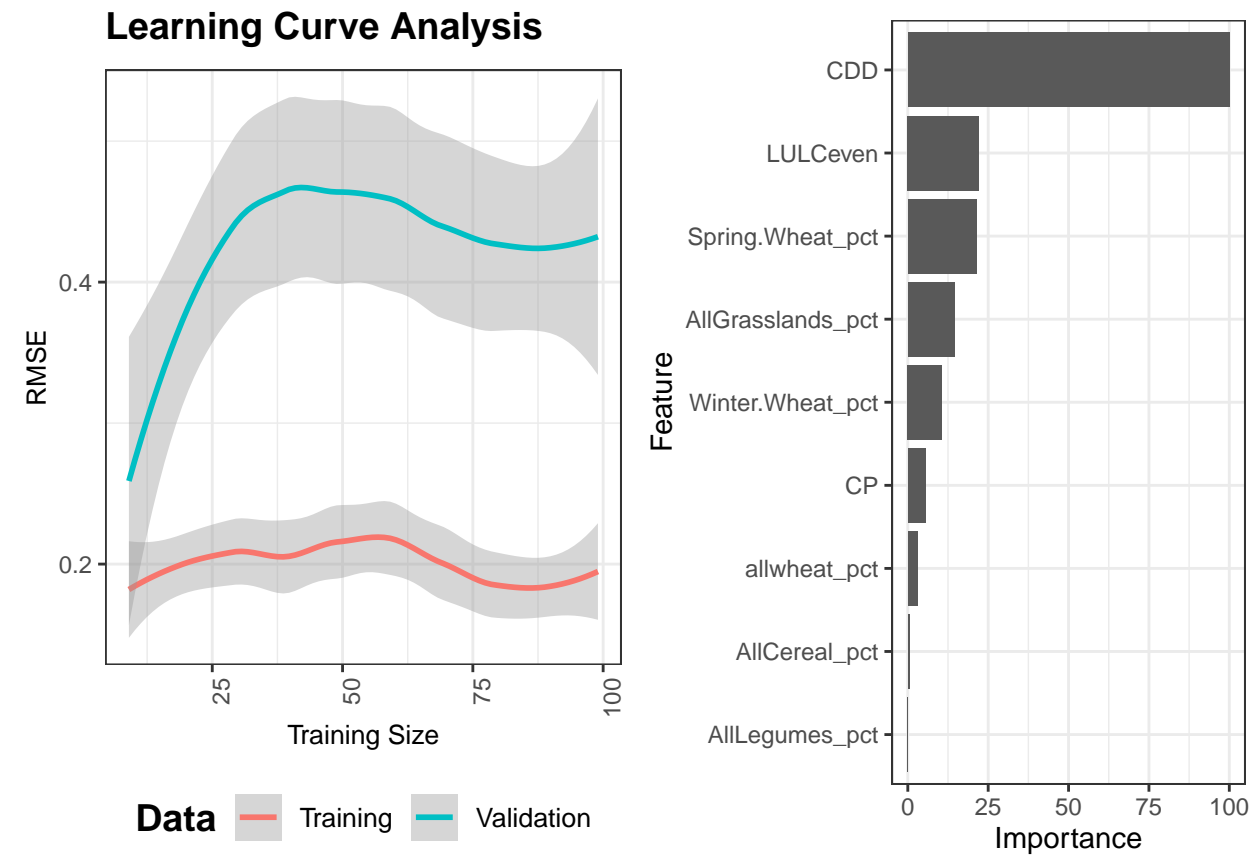 Learning Curve Analysis
RMSE
0.4
0.2
25
50
75
100
Training Size
Data
Training
Validation
Feature
CDD
LULCeven
Spring.Wheat_pct
AllGrasslands_pct
Winter.Wheat_pct
CP
allwheat_pct
AllCereal_pct
AllLegumes_pct
0
25
50
75
100
Importance